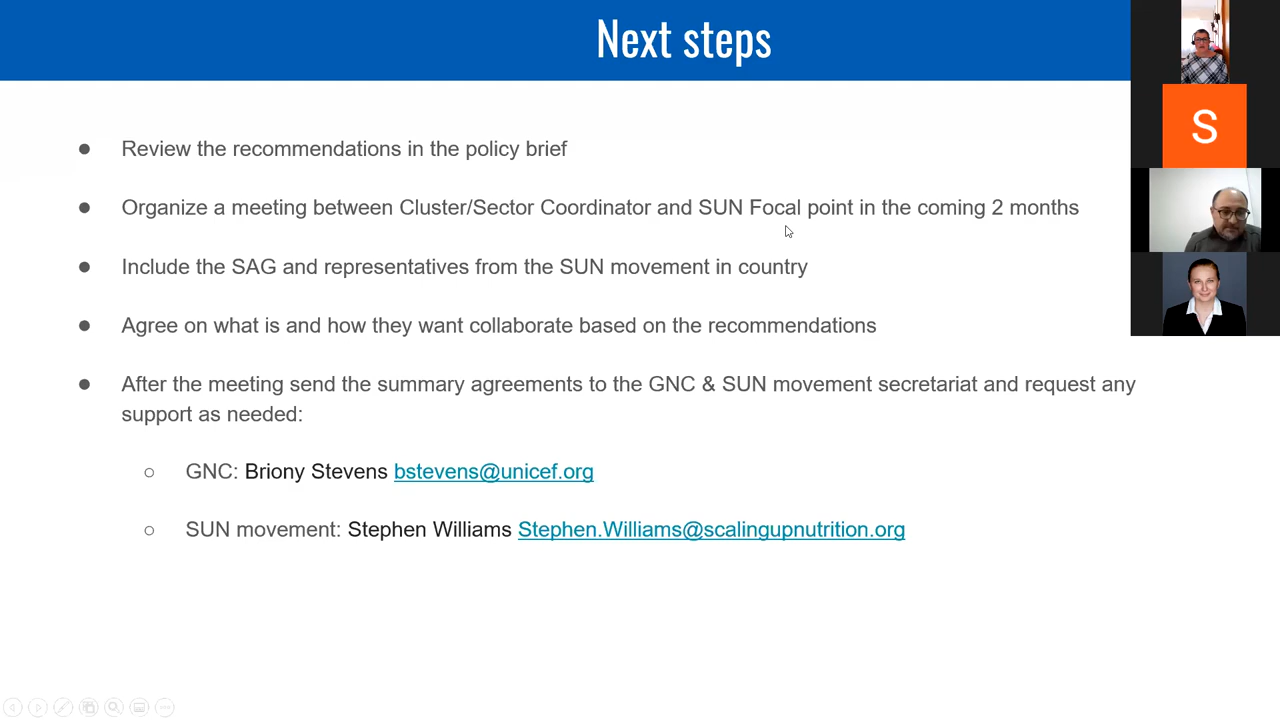 Next steps
S
● Review the recommendations in the policy brief
● Organize a meeting between Cluster/Sector Coordinator and SUN Focal point in the coming 2 months
● Include the SAG and representatives from the SUN movement in country
● Agree on what is and how they want collaborate based on the recommendations
● After the meeting send the summary agreements to the GNC & SUN movement secretariat and request any
support as needed:
○ GNC: Briony Stevens bstevens@unicef.org
○ SUN movement: Stephen Williams Stephen.Williams@scalingupnutrition.org